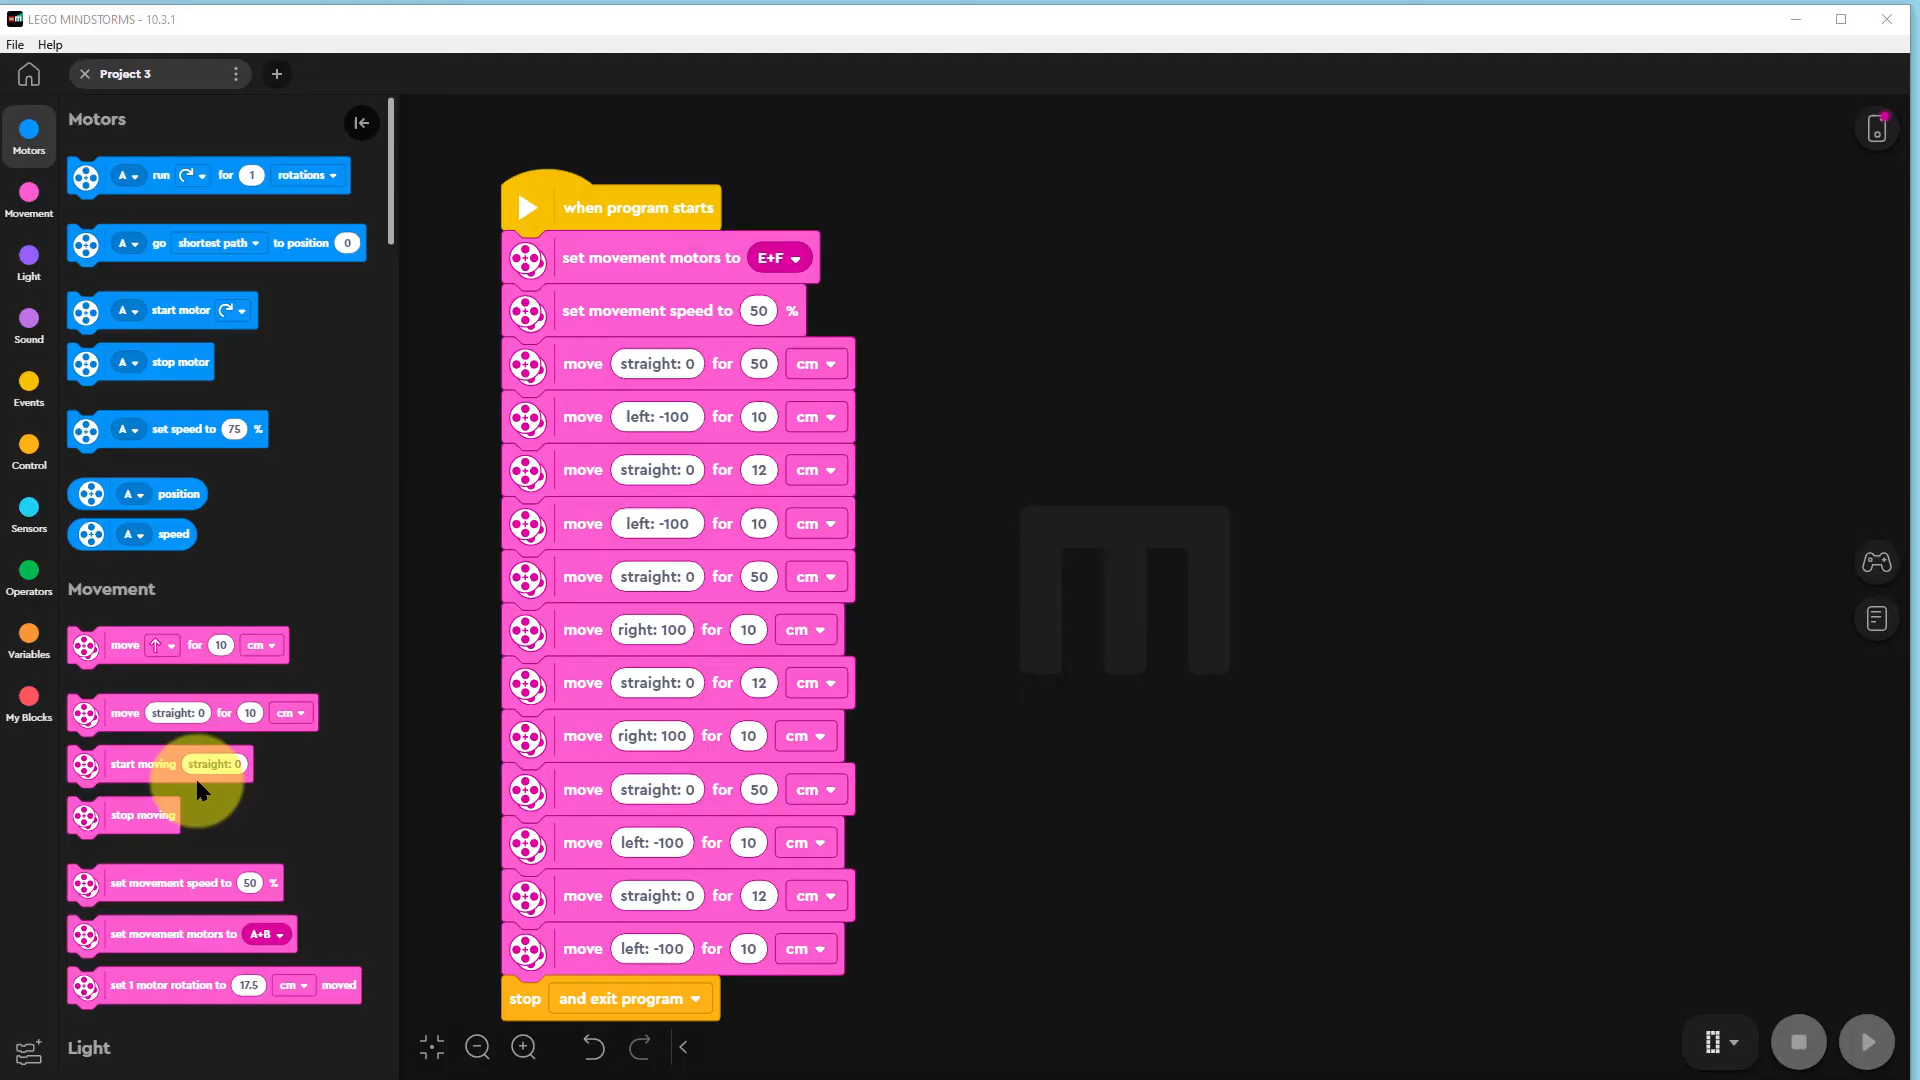 LEGO MINDSTORMS - 10.3.1
File Help
Project 3
Motors
Movement
Light
Sound
Events
Control
Sensors
Operators
Variables
My Blocks
Motors
A run for 1 rotations
A go shortest path to position 0
A start motor
A stop motor
A set speed to 75 %
A position
A speed
Movement
move for 10 cm
move straight: 0 for 10 cm
start moving straight: 0
stop moving
set movement speed to 50 %
set movement motors to A+B
set 1 motor rotation to 17.5 cm moved
Light
when program starts
set movement motors to E+F
set movement speed to 50 %
move straight: 0 for 50 cm
move left: -100 for 10 cm
move straight: 0 for 12 cm
move left: -100 for 10 cm
move straight: 0 for 50 cm
move right: 100 for 10 cm
move straight: 0 for 12 cm
move right: 100 for 10 cm
move straight: 0 for 50 cm
move left: -100 for 10 cm
move straight: 0 for 12 cm
move left: -100 for 10 cm
stop and exit program